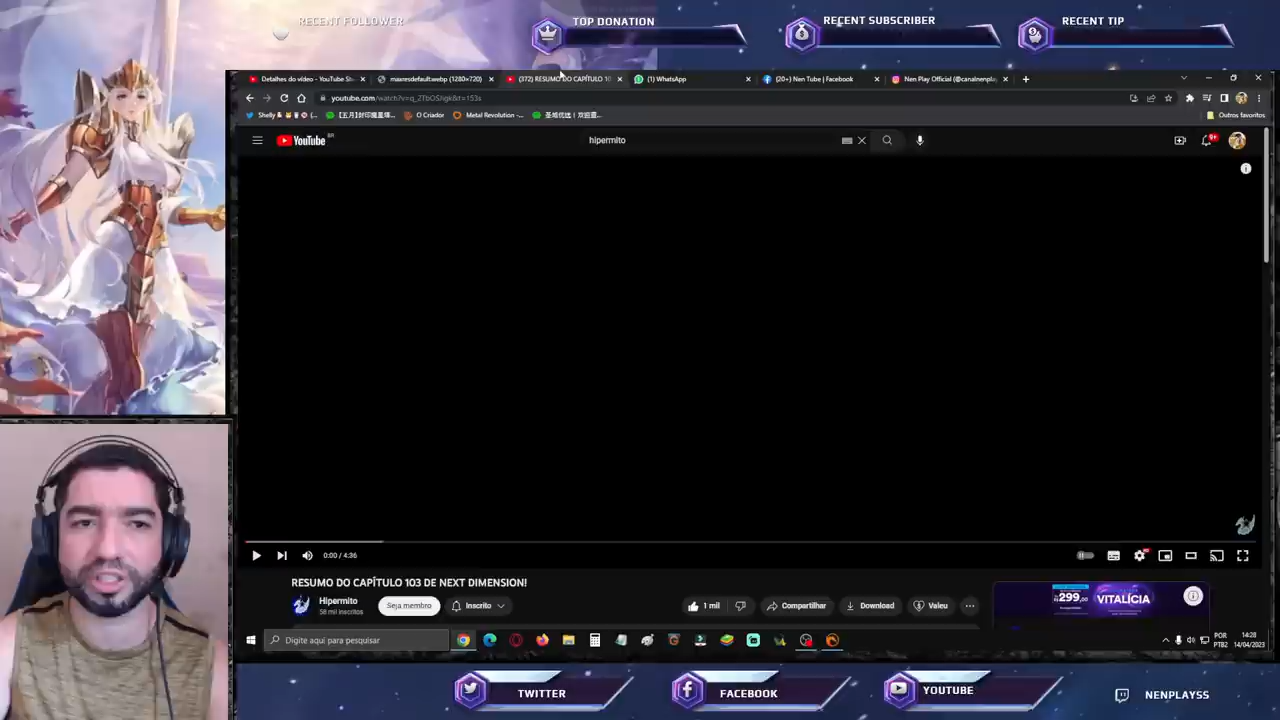 RECENT FOLLOWER
TOP DONATION
RECENT SUBSCRIBER
RECENT TIP
Detalhes do vídeo - YouTube St
maxresdefault.webp (1280×720)
(372) RESUMO DO CAPÍTULO 10
(1) WhatsApp
(20+) Nen Tube | Facebook
Nen Play Official (@canalnenpla
youtube.com/watch?v=q_ZTbOSJigk&t=153s
O Criador
Metal Revolution -...
Outros favoritos
YouTube BR
hipermito
9+
0:00 / 4:36
RESUMO DO CAPÍTULO 103 DE NEXT DIMENSION!
Hipermito
58 mil inscritos
Seja membro
Inscrito
1 mil
Compartilhar
Download
Valeu
299,00
VITALÍCIA
Digite aqui para pesquisar
POR
PTB2
14:28
14/04/2023
TWITTER
FACEBOOK
YOUTUBE
NENPLAYSS